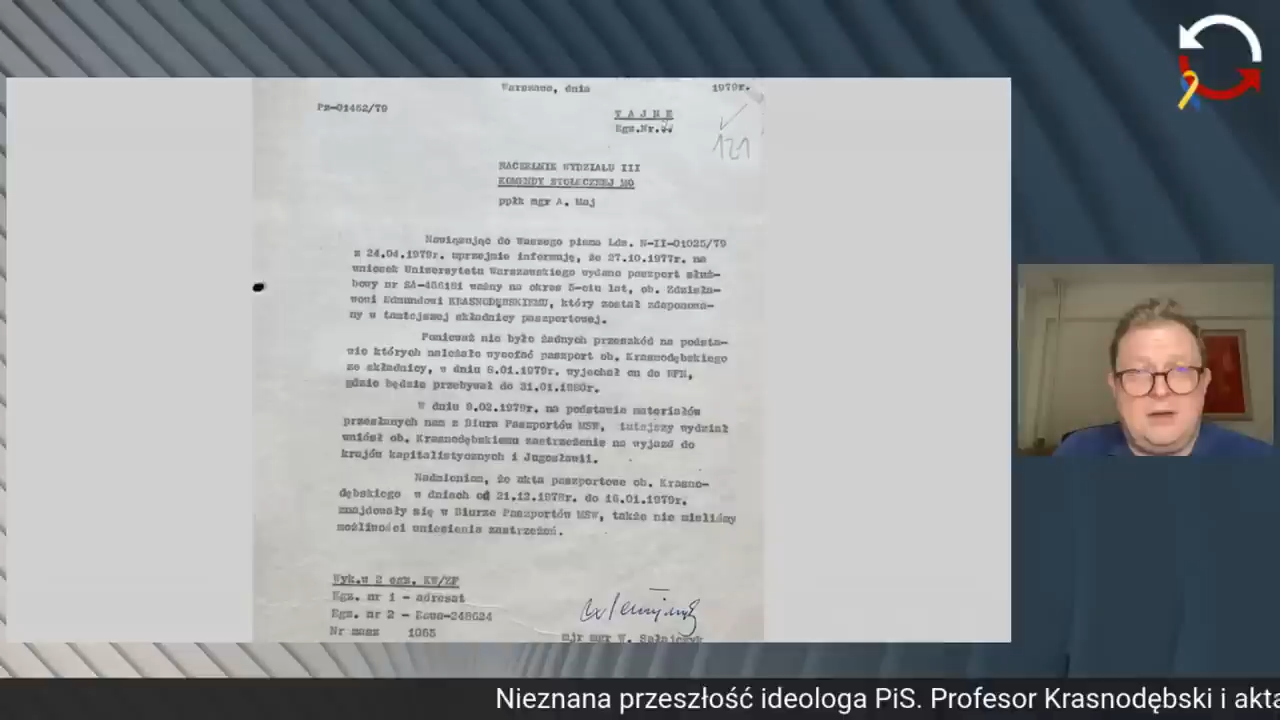 Warszawa, dnia 1979r.
Pz-01462/79
T A J N E
Egz.Nr.
121
NACZELNIK WYDZIAŁU III
KOMENDY STOŁECZNEJ MO
ppłk mgr A. Maj
Nawiązując do Waszego pisma Ldz. N-II-01025/79
z 24.04.1979r. uprzejmie informuję, że 27.10.1977r. na
wniosek Uniwersytetu Warszawskiego wydano paszport służ-
bowy nr ważny na okres 5-ciu lat, ob. Zdzisła-
wowi Edmundowi KRASNODĘBSKIEMU, który został zdeponowa-
ny w tutejszej składnicy paszportowej.
Ponieważ nie było żadnych przeszkód na podsta-
wie których należało wycofać paszport ob. Krasnodębskiego
ze składnicy, w dniu 8.01.1979r. wyjechał on do RFN,
gdzie będzie przebywał do 31.01.1980r.
W dniu 9.02.1979r. na podstawie materiałów
przesłanych nam z Biura Paszportów MSW, tutejszy wydział
wniósł ob. Krasnodębskiemu zastrzeżenie na wyjazd do
krajów kapitalistycznych i Jugosławii.
Nadmieniam, że akta paszportowe ob. Krasno-
dębskiego w dniach od 21.12.1978r. do 16.01.1979r.
znajdowały się w Biurze Paszportów MSW, także nie mieliśmy
możliwości wniesienia zastrzeżeń.
Wyk.w 2 egz. KW/ZF
Egz. nr 1 - adresat
Egz. nr 2 - -248624
Nr masz 1065
mjr mgr W.
Nieznana przeszłość ideologa PiS. Profesor Krasnodębski i akta